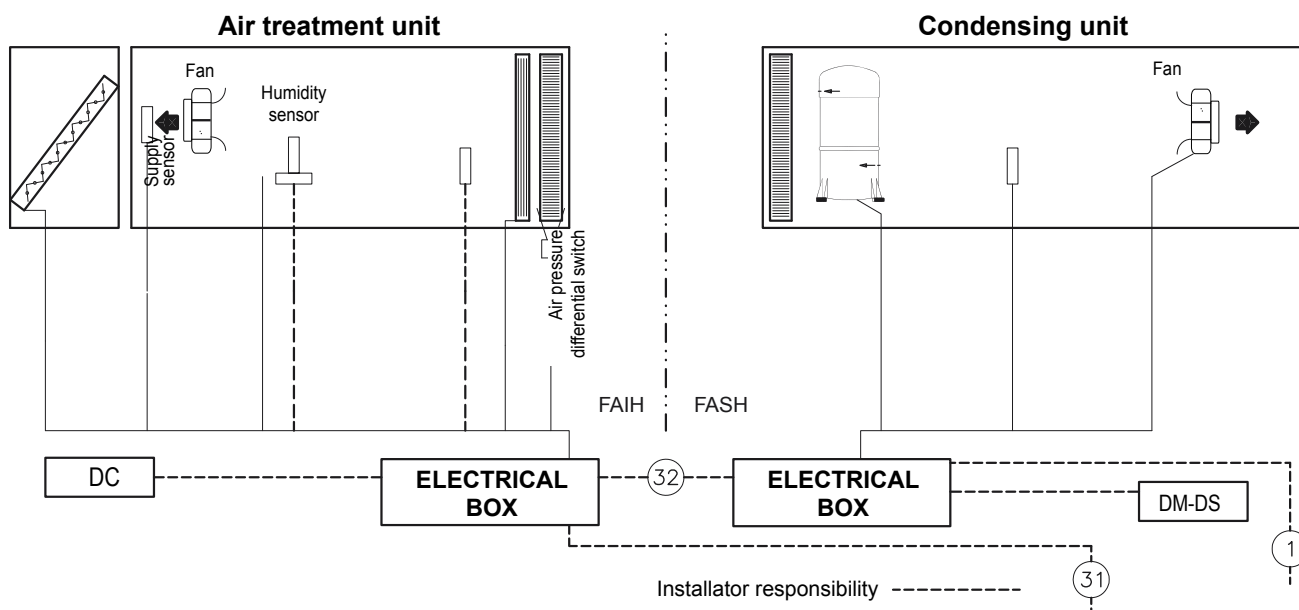 Air treatment unit
Condensing unit
Fan
Humidity
sensor
Supply
sensor
Air pressure
differential switch
Fan
FAIH
FASH
DC
ELECTRICAL
BOX
32
ELECTRICAL
BOX
DM-DS
1
31
Installator responsibility